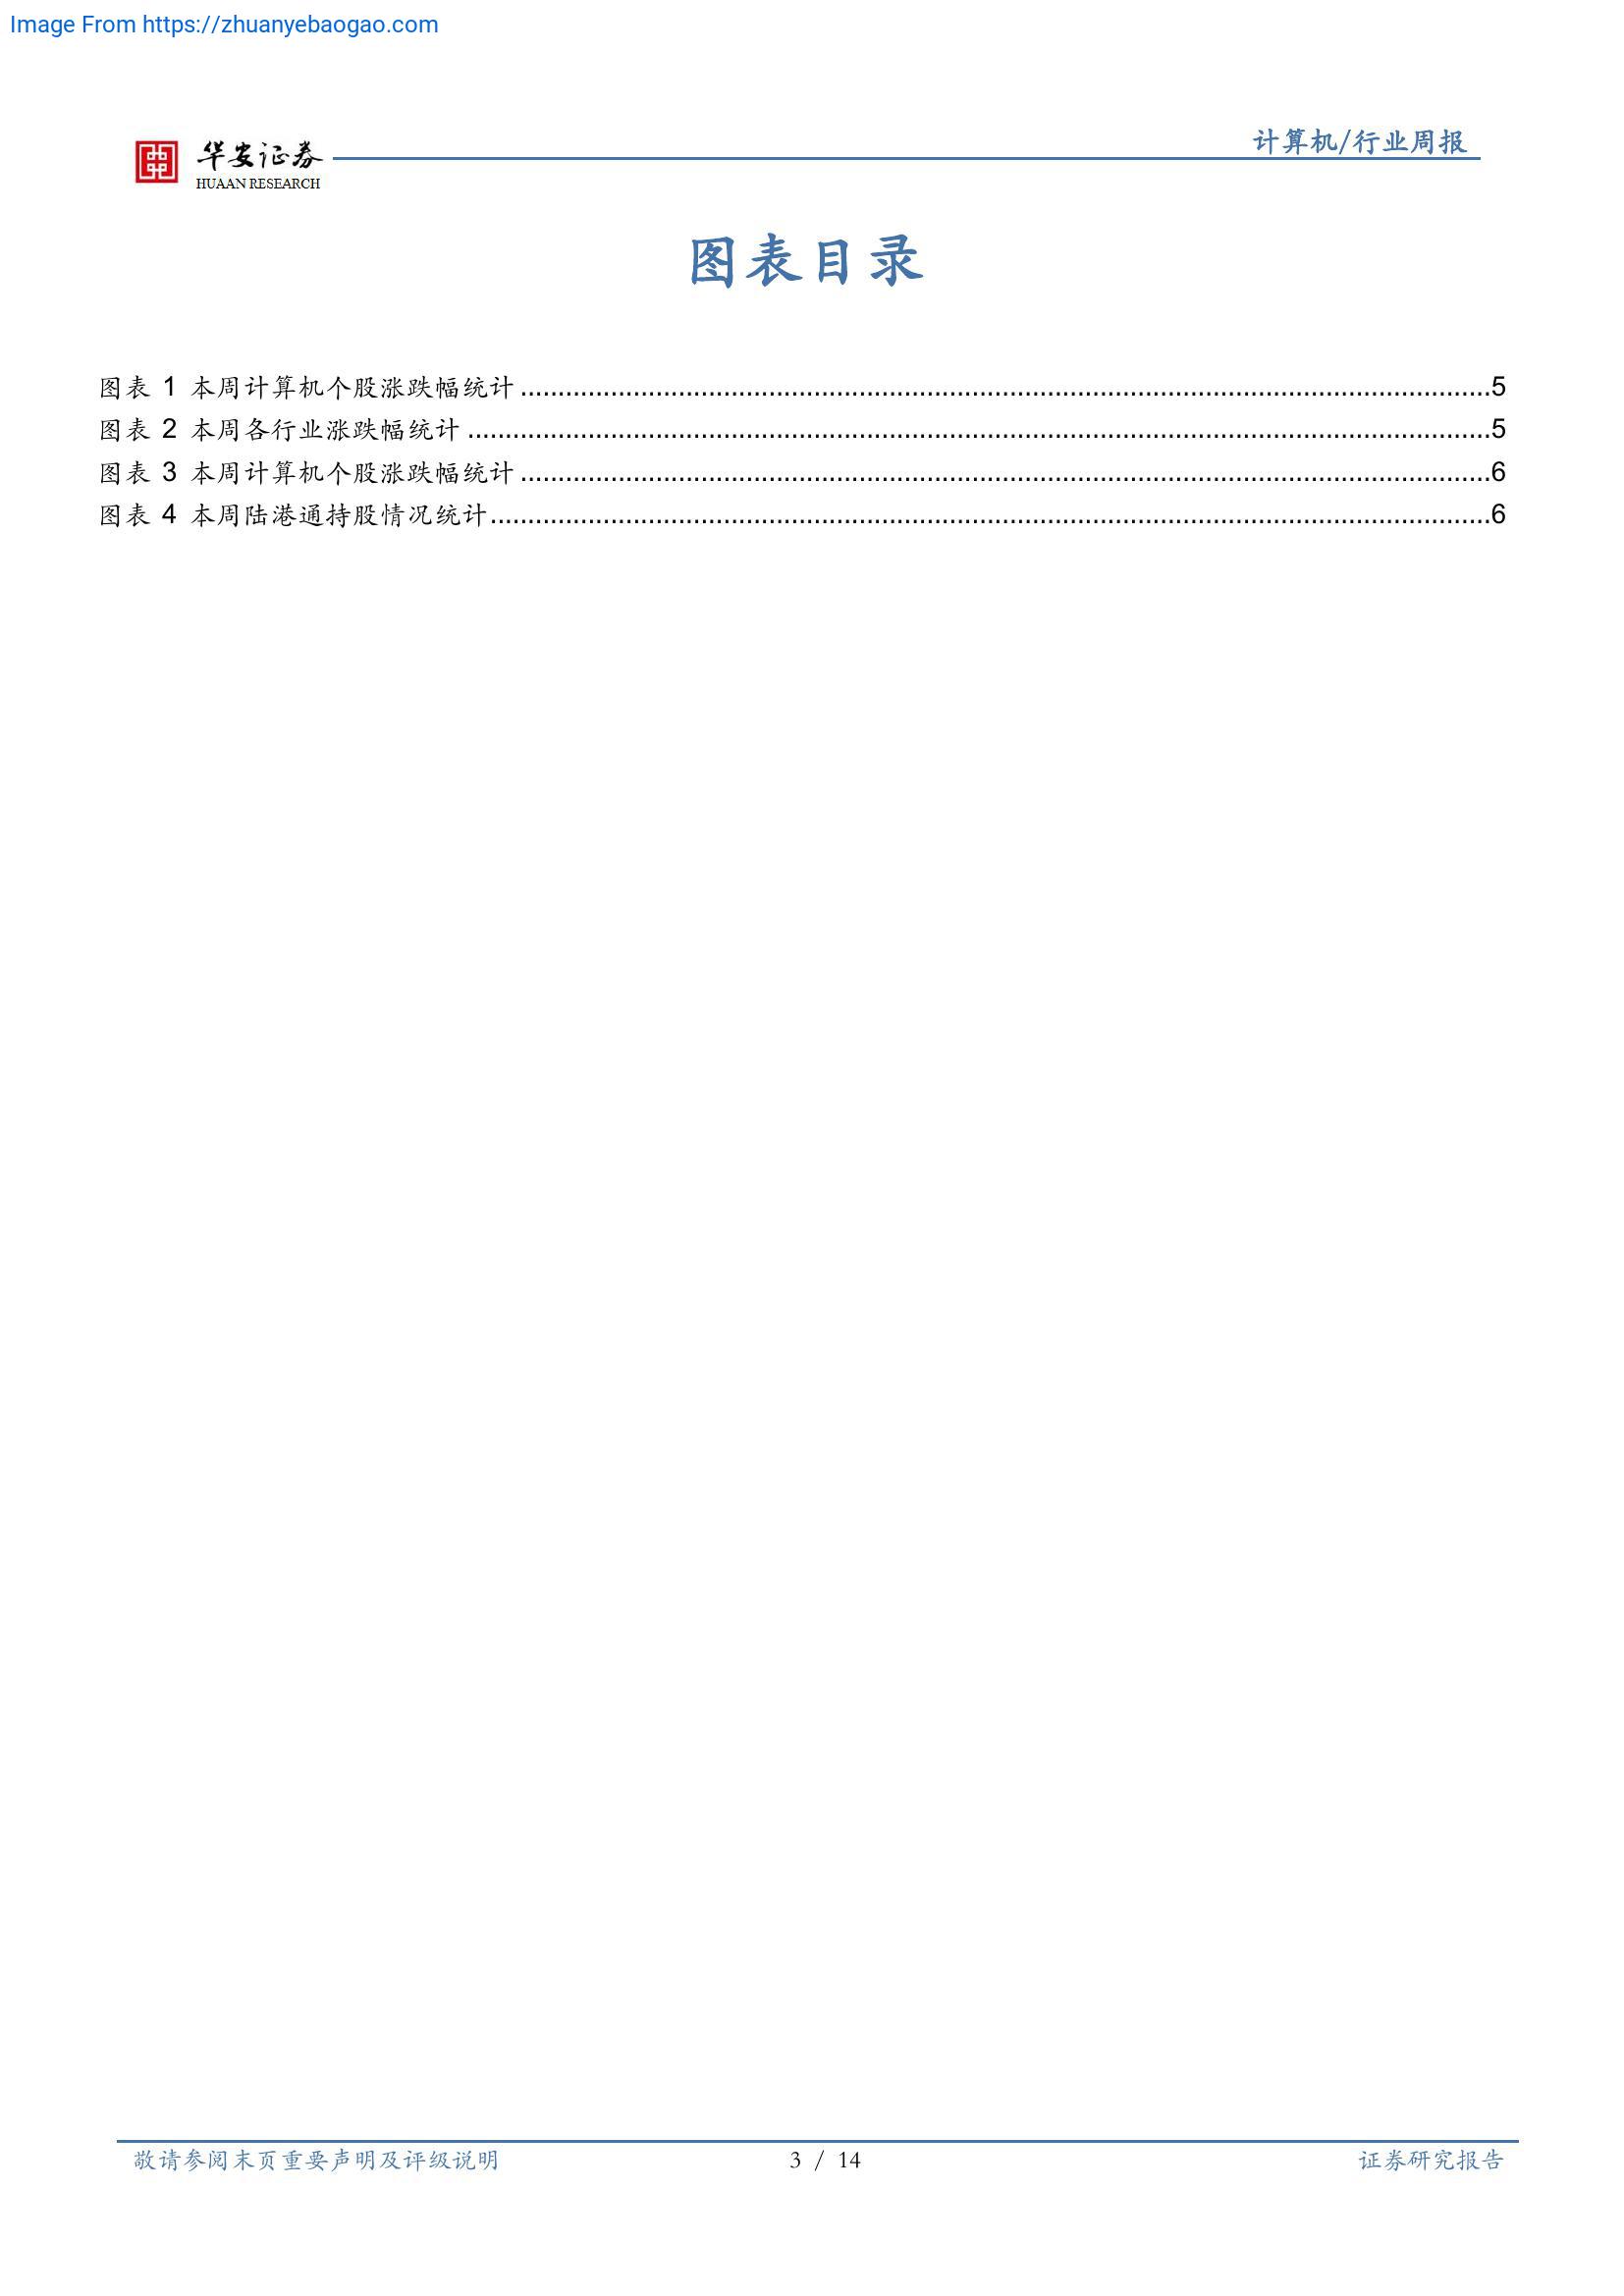 Image From https://zhuanyebaogao.com
华安证券
HUAAN RESEARCH
计算机/行业周报
图表目录
图表 1 本周计算机个股涨跌幅统计........................................................................5
图表 2 本周各行业涨跌幅统计........................................................................5
图表 3 本周计算机个股涨跌幅统计........................................................................6
图表 4 本周陆港通持股情况统计........................................................................6
敬请参阅末页重要声明及评级说明
3 / 14
证券研究报告